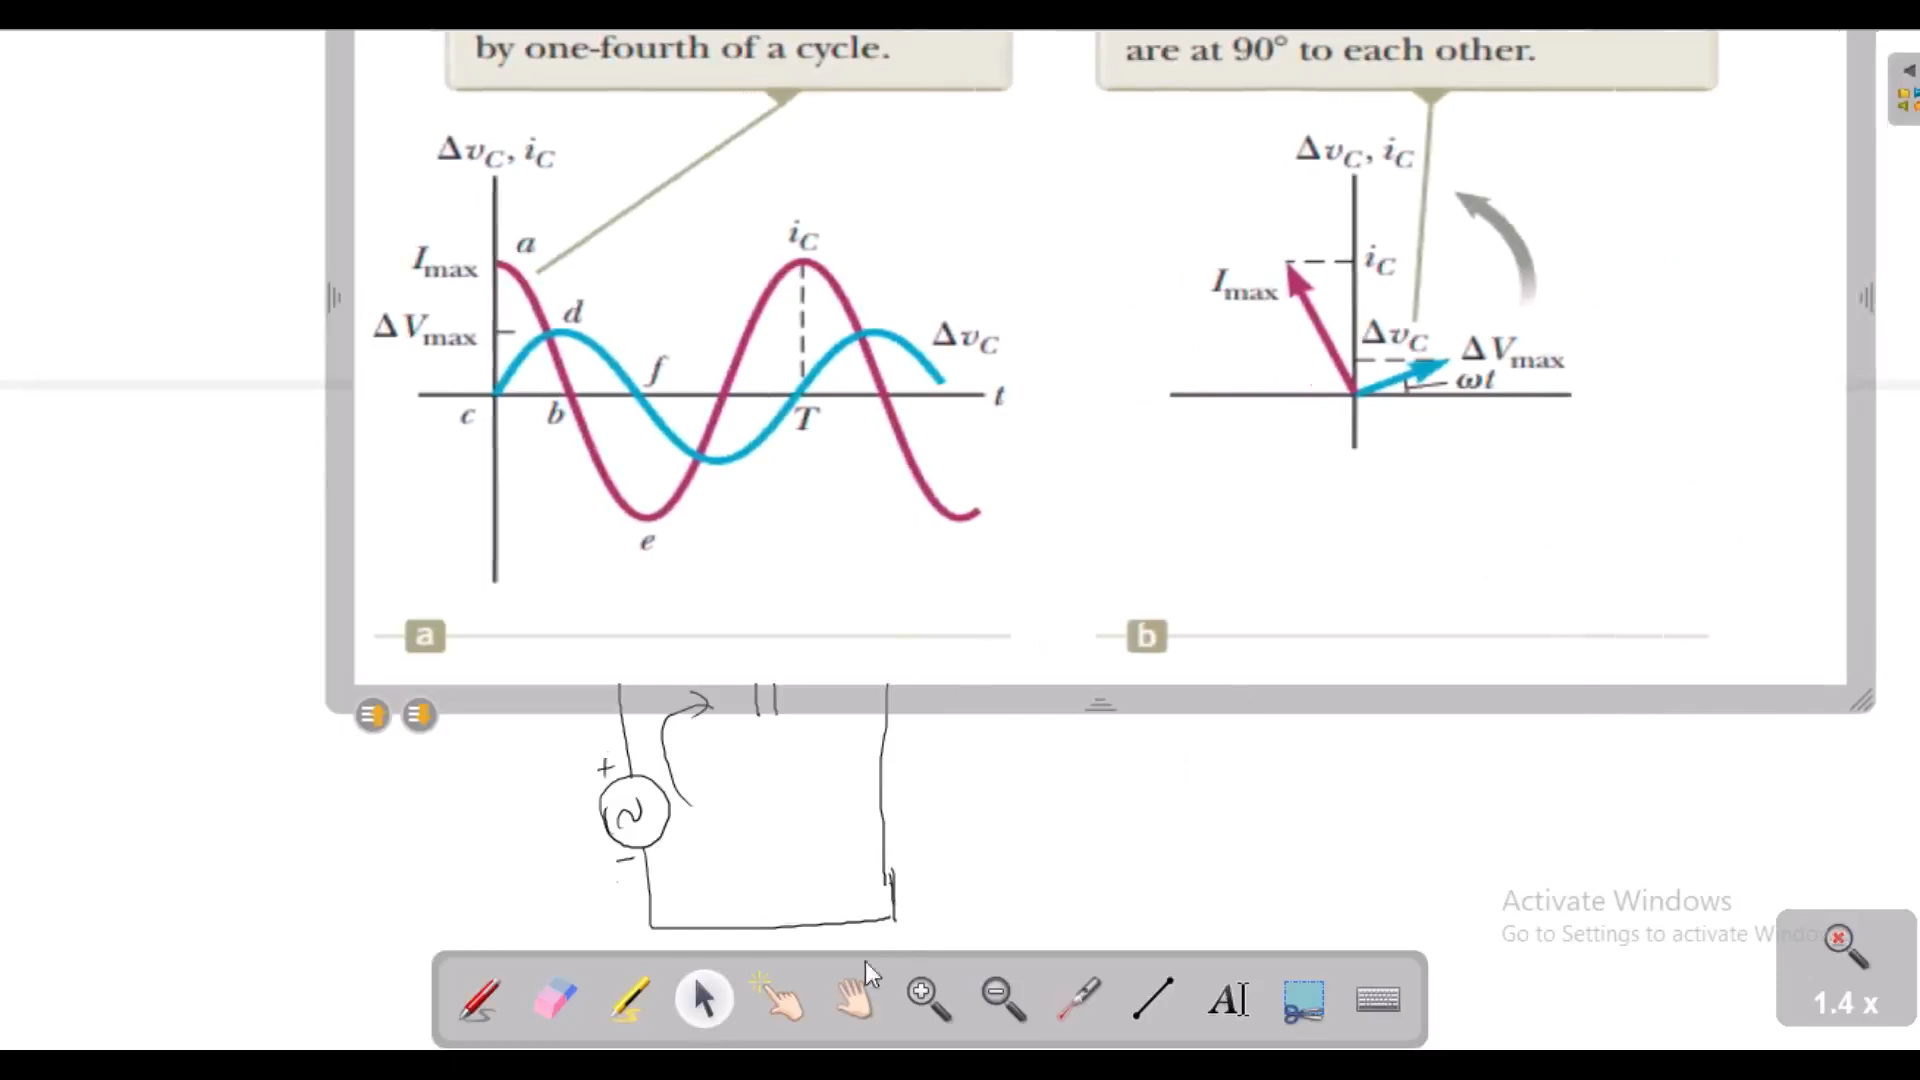 by one-fourth of a cycle.
are at 90° to each other.
Δv_C, i_C
I_max
a
ΔV_max
d
f
i_C
Δv_C
c
b
T
t
e
Δv_C, i_C
i_C
I_max
Δv_C
ΔV_max
ωt
a
b
+
−
Activate Windows
Go to Settings to activate Windo
A
1.4 x